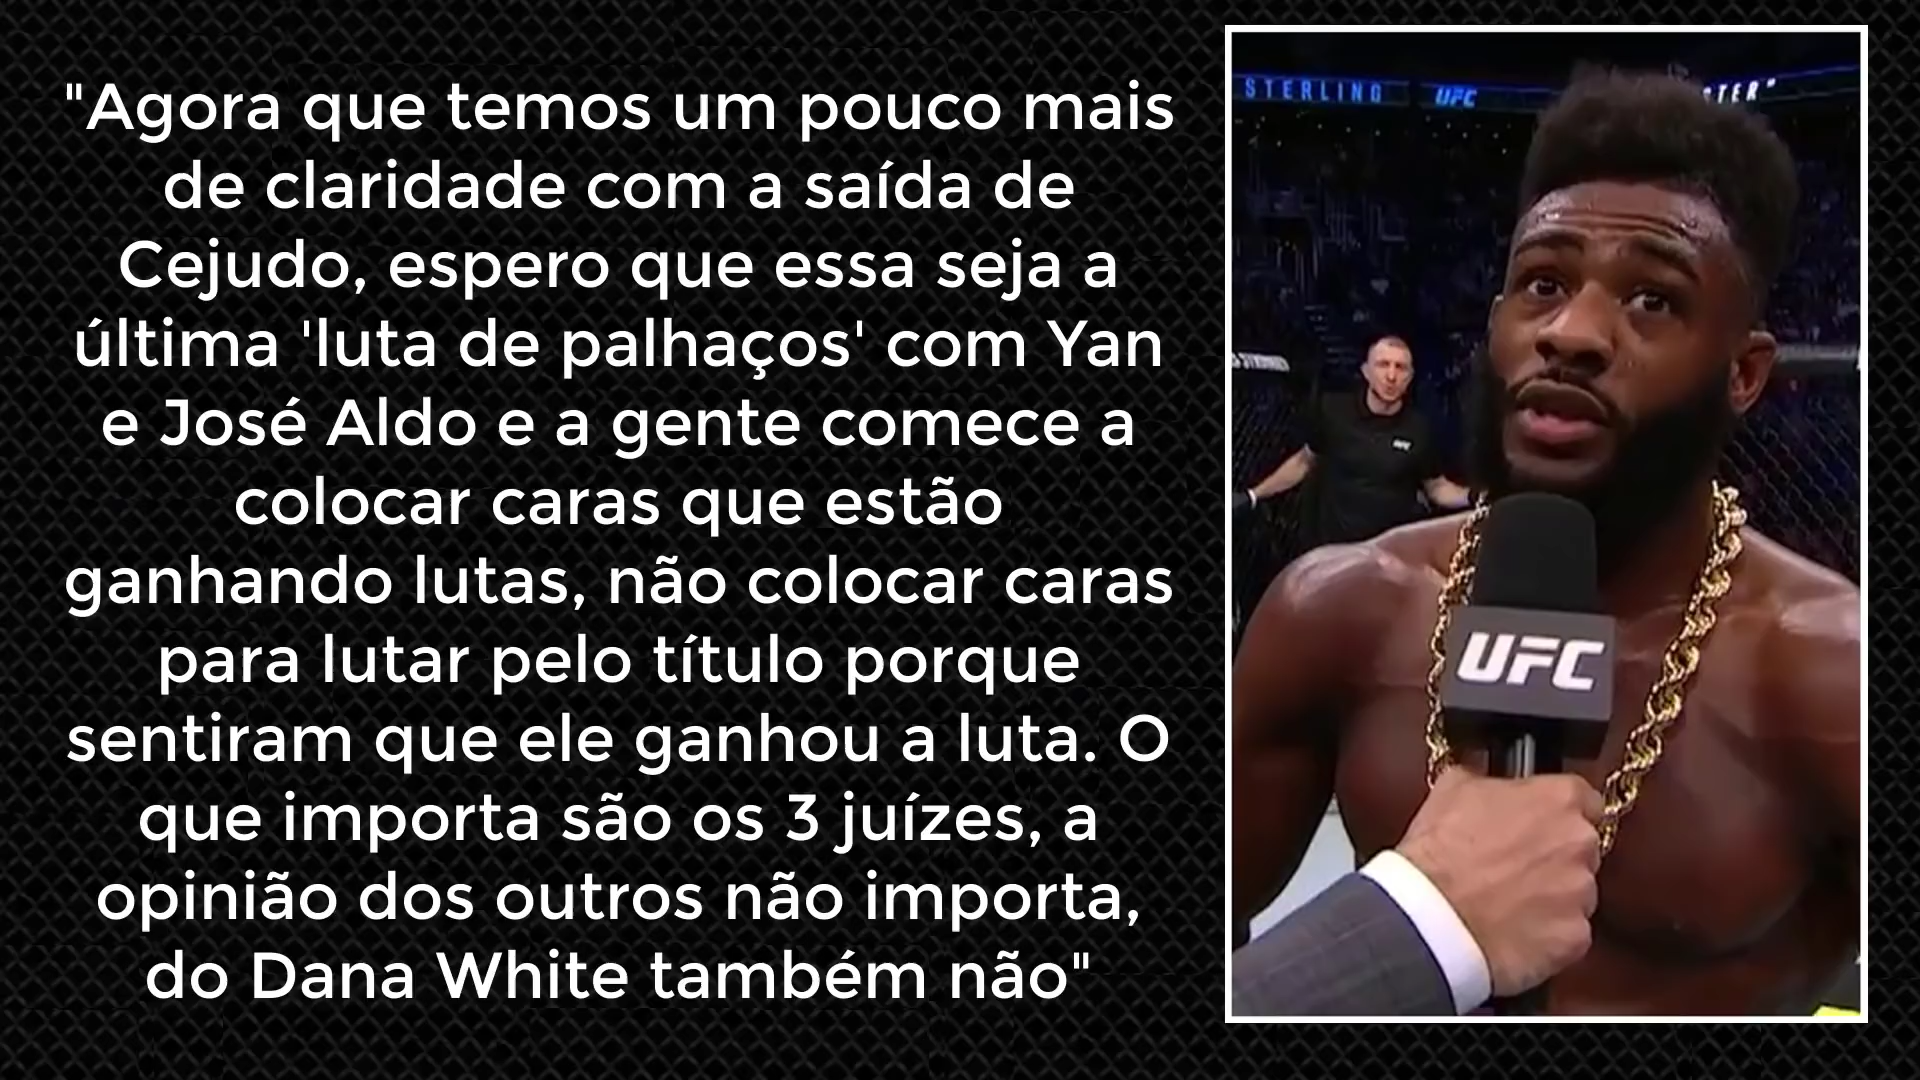 "Agora que temos um pouco mais
de claridade com a saída de
Cejudo, espero que essa seja a
última 'luta de palhaços' com Yan
e José Aldo e a gente comece a
colocar caras que estão
ganhando lutas, não colocar caras
para lutar pelo título porque
sentiram que ele ganhou a luta. O
que importa são os 3 juízes, a
opinião dos outros não importa,
do Dana White também não"
STERLING UFC
UFC